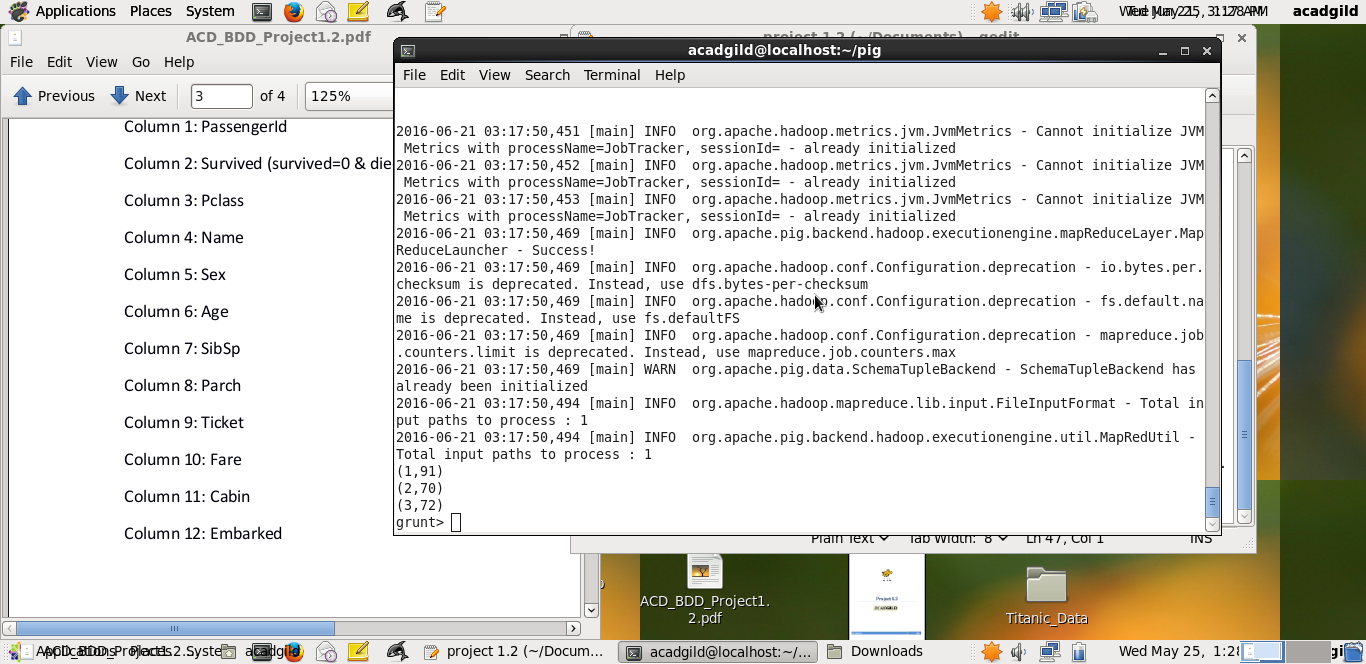 Applications Places System
acadgild
ACD_BDD_Project1.2.pdf
File Edit View Go Help
Previous Next 3 of 4 125%
Column 1: PassengerId
Column 2: Survived (survived=0 & die
Column 3: Pclass
Column 4: Name
Column 5: Sex
Column 6: Age
Column 7: SibSp
Column 8: Parch
Column 9: Ticket
Column 10: Fare
Column 11: Cabin
Column 12: Embarked
project 1.2 (~/Documents) - gedit
acadgild@localhost:~/pig
File Edit View Search Terminal Help
2016-06-21 03:17:50,451 [main] INFO  org.apache.hadoop.metrics.jvm.JvmMetrics - Cannot initialize JVM
Metrics with processName=JobTracker, sessionId= - already initialized
2016-06-21 03:17:50,452 [main] INFO  org.apache.hadoop.metrics.jvm.JvmMetrics - Cannot initialize JVM
Metrics with processName=JobTracker, sessionId= - already initialized
2016-06-21 03:17:50,453 [main] INFO  org.apache.hadoop.metrics.jvm.JvmMetrics - Cannot initialize JVM
Metrics with processName=JobTracker, sessionId= - already initialized
2016-06-21 03:17:50,469 [main] INFO  org.apache.pig.backend.hadoop.executionengine.mapReduceLayer.Map
ReduceLauncher - Success!
2016-06-21 03:17:50,469 [main] INFO  org.apache.hadoop.conf.Configuration.deprecation - io.bytes.per.
checksum is deprecated. Instead, use dfs.bytes-per-checksum
2016-06-21 03:17:50,469 [main] INFO  org.apache.hadoop.conf.Configuration.deprecation - fs.default.na
me is deprecated. Instead, use fs.defaultFS
2016-06-21 03:17:50,469 [main] INFO  org.apache.hadoop.conf.Configuration.deprecation - mapreduce.job
.counters.limit is deprecated. Instead, use mapreduce.job.counters.max
2016-06-21 03:17:50,469 [main] WARN  org.apache.pig.data.SchemaTupleBackend - SchemaTupleBackend has
already been initialized
2016-06-21 03:17:50,494 [main] INFO  org.apache.hadoop.mapreduce.lib.input.FileInputFormat - Total in
put paths to process : 1
2016-06-21 03:17:50,494 [main] INFO  org.apache.pig.backend.hadoop.executionengine.util.MapRedUtil -
Total input paths to process : 1
(1,91)
(2,70)
(3,72)
grunt>
Plain Text Tab Width: 8 Ln 47, Col 1 INS
ACD_BDD_Project1.
2.pdf
Titanic_Data
project 1.2 (~/Docum...
acadgild@localhost:~/...
Downloads
Wed May 25, 1:28